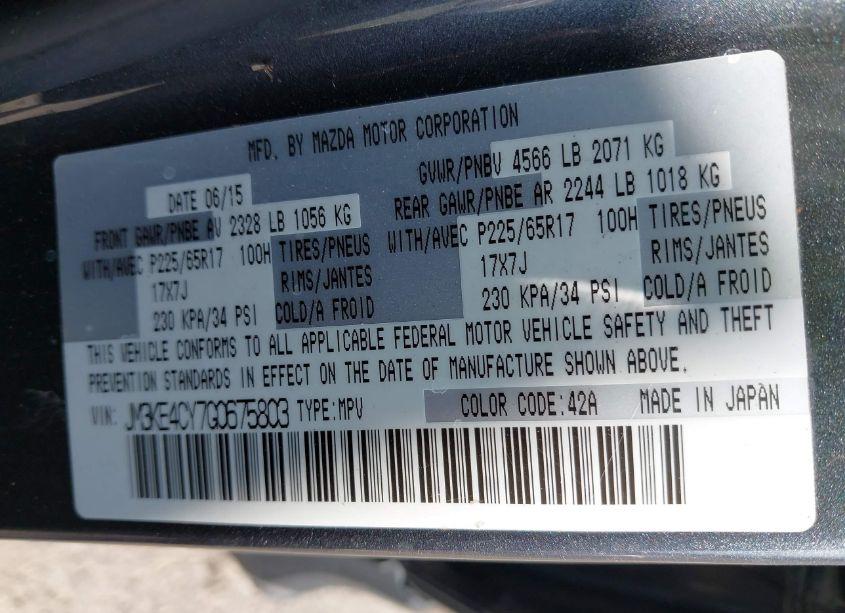 MFD. BY MAZDA MOTOR CORPORATION
DATE 06/15
GVWR/PNBV 4566 LB 2071 KG
FRONT GAWR/PNBE AV 2328 LB 1056 KG
REAR GAWR/PNBE AR 2244 LB 1018 KG
WITH/AVEC P225/65R17 100H TIRES/PNEUS
WITH/AVEC P225/65R17 100H TIRES/PNEUS
17X7J RIMS/JANTES
17X7J RIMS/JANTES
230 KPA/34 PSI COLD/A FROID
230 KPA/34 PSI COLD/A FROID
THIS VEHICLE CONFORMS TO ALL APPLICABLE FEDERAL MOTOR VEHICLE SAFETY AND THEFT
PREVENTION STANDARDS IN EFFECT ON THE DATE OF MANUFACTURE SHOWN ABOVE.
VIN: JM3KE4CY7G0675803 TYPE:MPV COLOR CODE:42A MADE IN JAPAN